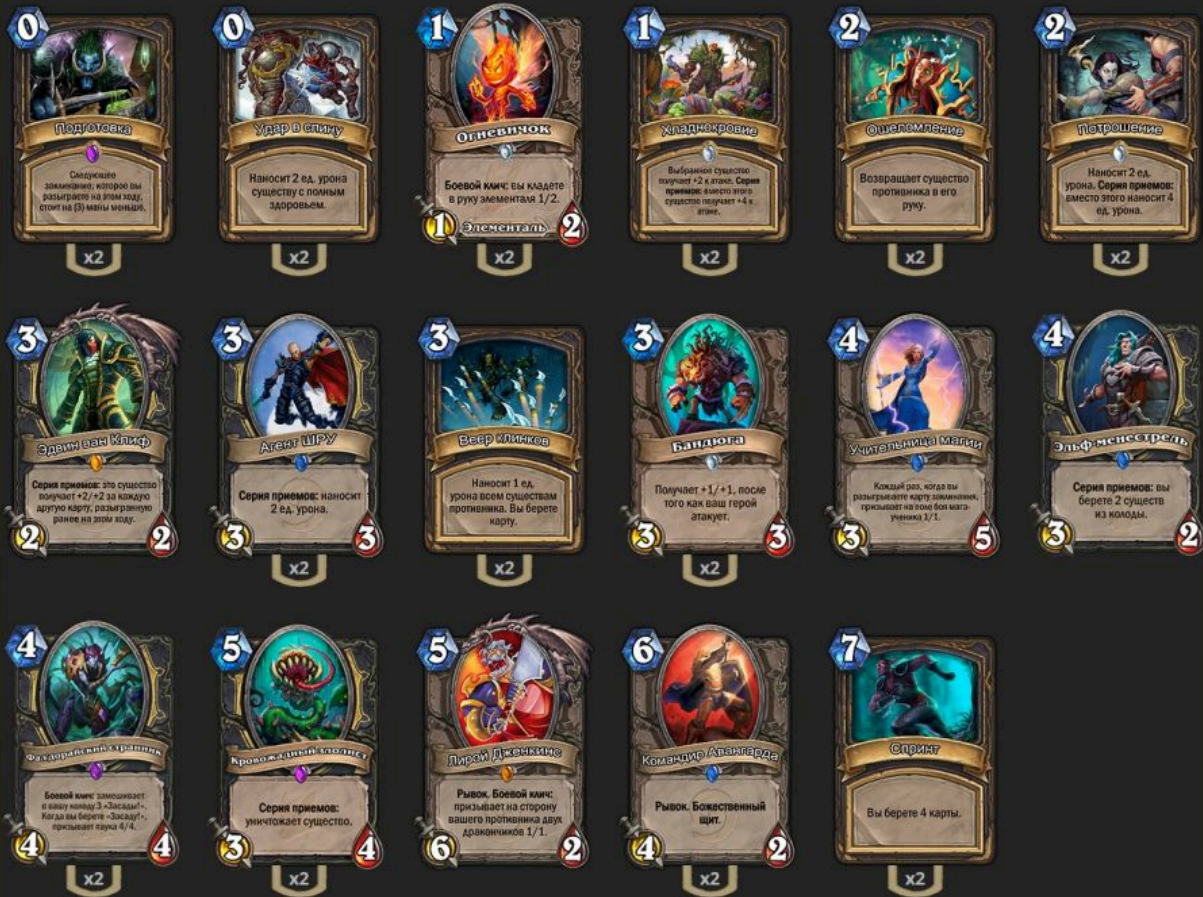 0
Подготовка
Следующее
заклинание, которое вы
разыграете на этом ходу,
стоит на (3) маны меньше.
x2
0
Удар в спину
Наносит 2 ед. урона
существу с полным
здоровьем.
x2
1
Огневичок
Боевой клич: вы кладете
в руку элементаля 1/2.
1
Элементаль
2
x2
1
Хладнокровие
Выбранное существо
получает +2 к атаке. Серия
приемов: вместо этого
существо получает +4 к
атаке.
x2
2
Ошеломление
Возвращает существо
противника в его
руку.
x2
2
Потрошение
Наносит 2 ед.
урона. Серия приемов:
вместо этого наносит 4
ед. урона.
x2
3
Эдвин ван Клиф
Серия приемов: это существо
получает +2/+2 за каждую
другую карту, разыгранную
ранее на этом ходу.
2
2
3
Агент ШРУ
Серия приемов: наносит
2 ед. урона.
3
3
x2
3
Веер клинков
Наносит 1 ед.
урона всем существам
противника. Вы берете
карту.
x2
3
Бандюга
Получает +1/+1, после
того как ваш герой
атакует.
3
3
x2
4
Учительница магии
Каждый раз, когда вы
разыгрываете карту заклинания,
призывает на поле боя мага-
ученика 1/1.
3
5
4
Эльф-менестрель
Серия приемов: вы
берете 2 существ
из колоды.
3
2
4
Фаэдорайский странник
Боевой клич: замешивает
в вашу колоду 3 «Засады!».
Когда вы берете «Засаду!»,
призывает паука 4/4.
4
4
x2
5
Кровожадный злолист
Серия приемов:
уничтожает существо.
3
4
x2
5
Лирой Дженкинс
Рывок. Боевой клич:
призывает на сторону
вашего противника двух
дракончиков 1/1.
6
2
6
Командир Авангарда
Рывок. Божественный
щит.
4
2
x2
7
Спринт
Вы берете 4 карты.
x2